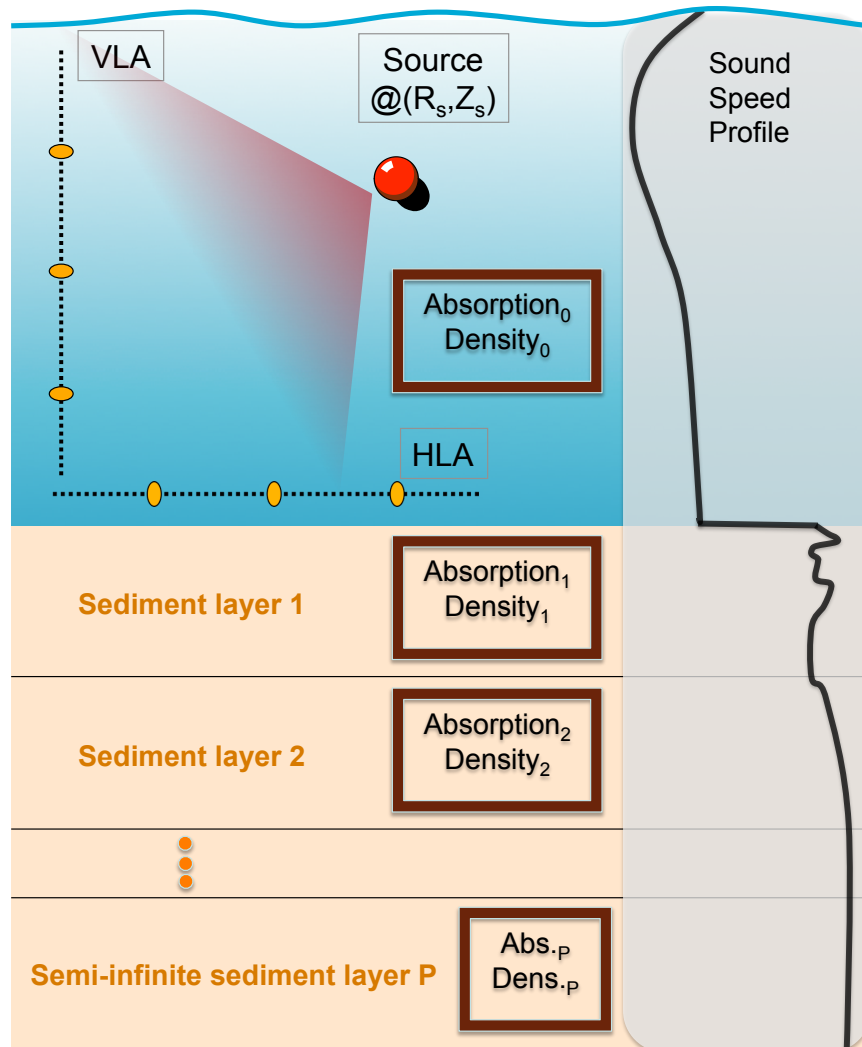 VLA
Source
@(Rₛ,Zₛ)
Sound
Speed
Profile
Absorption₀
Density₀
HLA
Sediment layer 1
Absorption₁
Density₁
Sediment layer 2
Absorption₂
Density₂
Semi-infinite sediment layer P
Abs.P
Dens.P